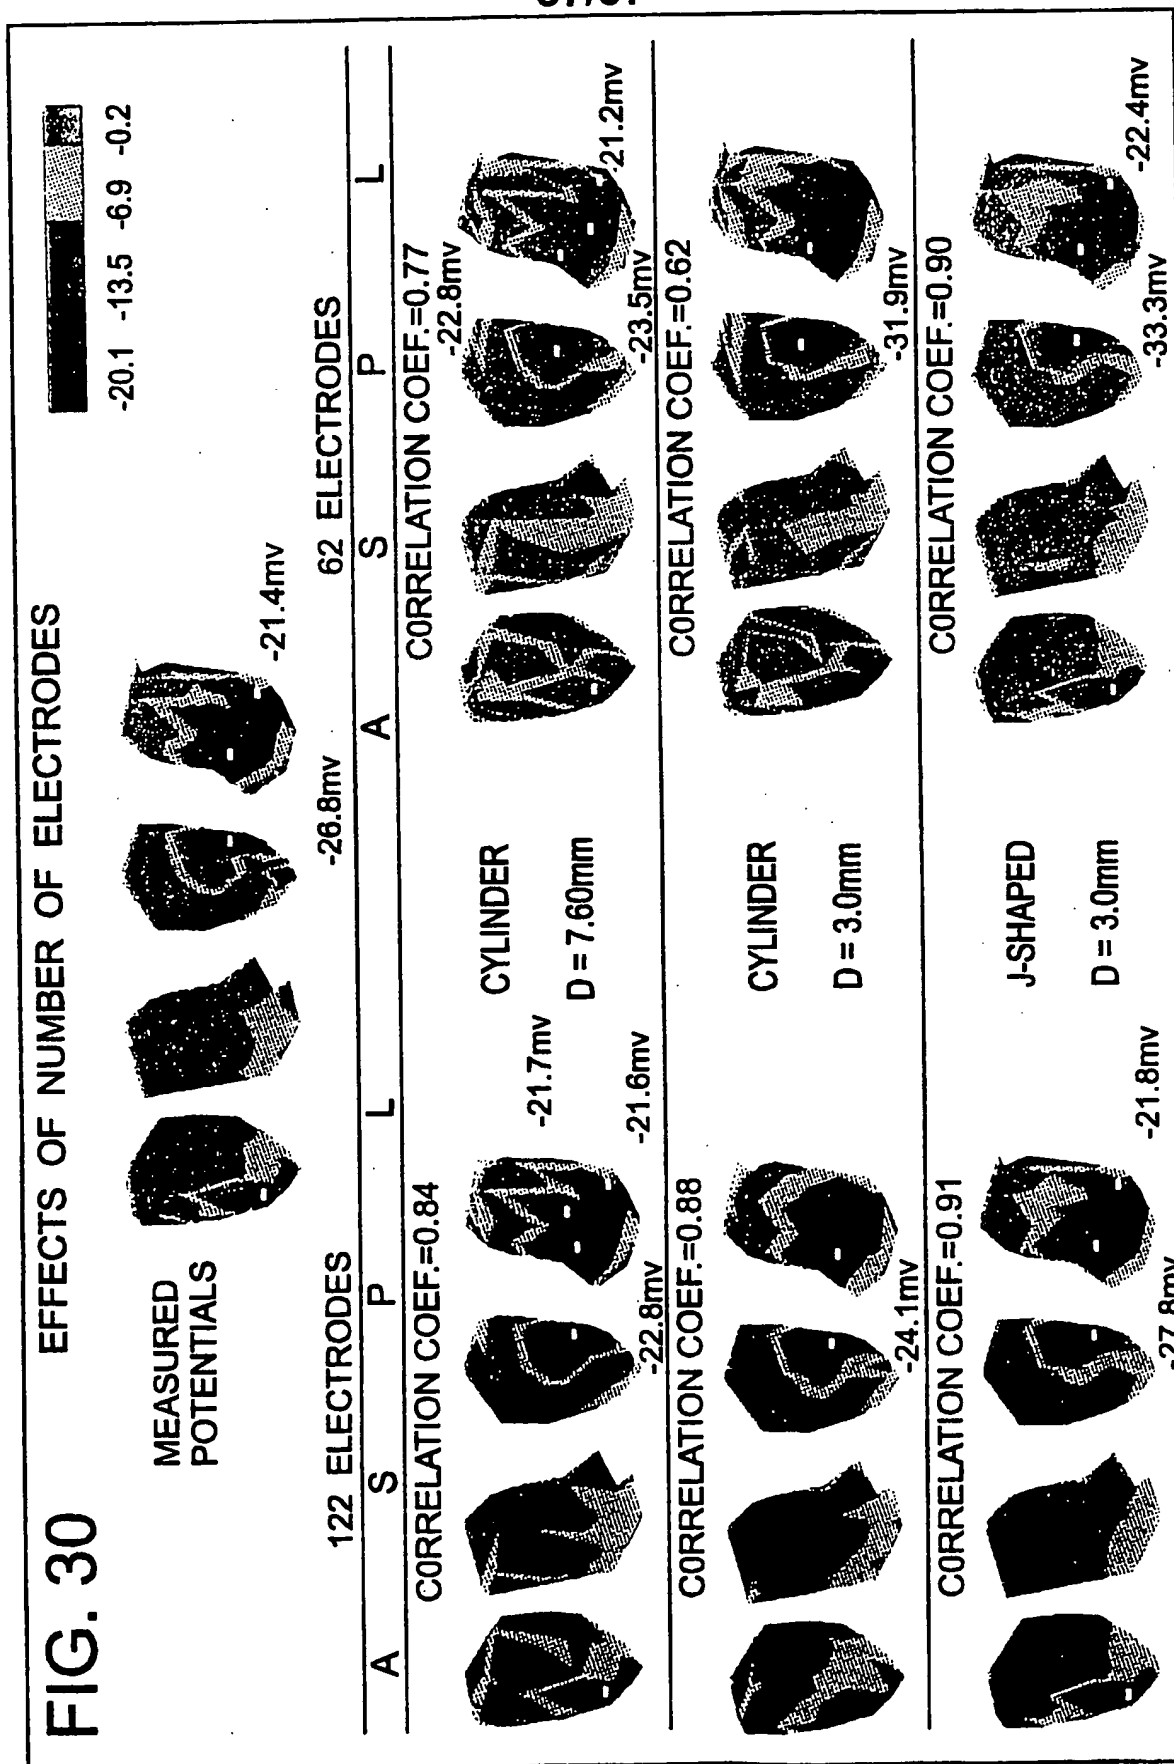 FIG. 30
EFFECTS OF NUMBER OF ELECTRODES
-20.1 -13.5 -6.9 -0.2
MEASURED
POTENTIALS
-26.8mv
-21.4mv
122 ELECTRODES
62 ELECTRODES
A S P L
A S P L
CORRELATION COEF.=0.84
-21.7mv
-22.8mv
-21.6mv
CYLINDER
D = 7.60mm
CORRELATION COEF.=0.77
-22.8mv
-23.5mv
-21.2mv
CORRELATION COEF.=0.88
-24.1mv
CYLINDER
D = 3.0mm
CORRELATION COEF.=0.62
-31.9mv
CORRELATION COEF.=0.91
-27.8mv
-21.8mv
J-SHAPED
D = 3.0mm
CORRELATION COEF.=0.90
-33.3mv
-22.4mv